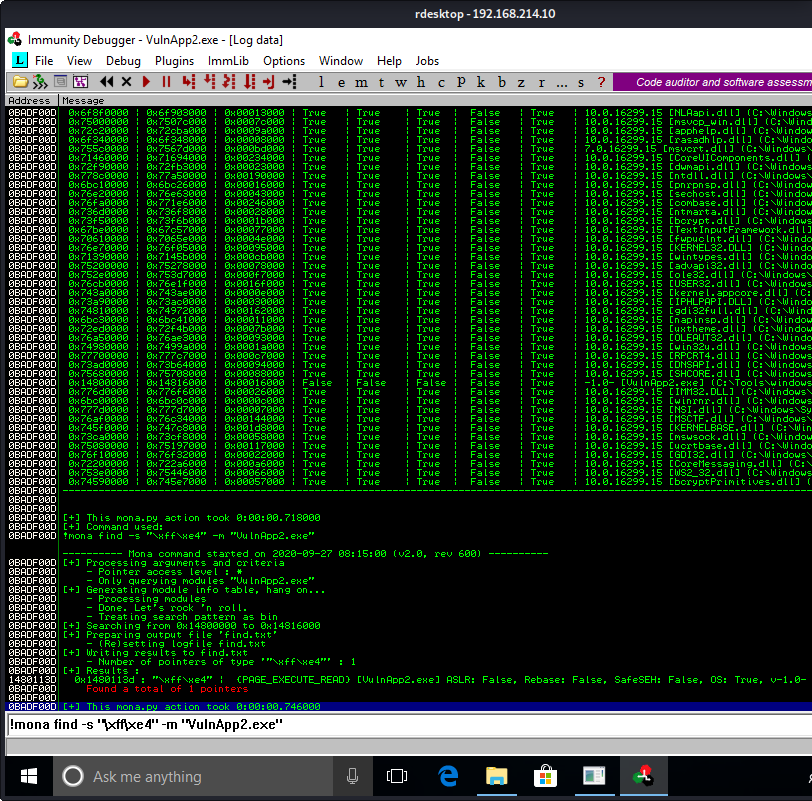 rdesktop - 192.168.214.10
Immunity Debugger - VulnApp2.exe - [Log data]
L File View Debug Plugins ImmLib Options Window Help Jobs
l e m t w h c P k b z r ... s ? Code auditor and software assessm
Address Message
0BADF00D 0x6f8f0000 | 0x6f903000 | 0x00013000 | True | True | True | False | True | 10.0.16299.15 [NLAapi.dll] (C:\Windows
0BADF00D 0x75000000 | 0x7507c000 | 0x0007c000 | True | True | True | False | True | 10.0.16299.15 [msvcp_win.dll] (C:\Wind
0BADF00D 0x72c20000 | 0x72cba000 | 0x0009a000 | True | True | True | False | True | 10.0.16299.15 [apphelp.dll] (C:\Window
0BADF00D 0x6f340000 | 0x6f348000 | 0x00008000 | True | True | True | False | True | 10.0.16299.15 [rasadhlp.dll] (C:\Windo
0BADF00D 0x755c0000 | 0x7567d000 | 0x000bd000 | True | True | True | False | True | 7.0.16299.15 [msvcrt.dll] (C:\Windows\
0BADF00D 0x71460000 | 0x71694000 | 0x00234000 | True | True | True | False | True | 10.0.16299.15 [CoreUIComponents.dll] (
0BADF00D 0x72f90000 | 0x72fb3000 | 0x00023000 | True | True | True | False | True | 10.0.16299.15 [dwmapi.dll] (C:\Windows
0BADF00D 0x778c0000 | 0x77a50000 | 0x00190000 | True | True | True | False | True | 10.0.16299.15 [ntdll.dll] (C:\Windows\
0BADF00D 0x6bc10000 | 0x6bc26000 | 0x00016000 | True | True | True | False | True | 10.0.16299.15 [pnrpnsp.dll] (C:\Window
0BADF00D 0x76e20000 | 0x76e63000 | 0x00043000 | True | True | True | False | True | 10.0.16299.15 [sechost.dll] (C:\Window
0BADF00D 0x76fa0000 | 0x771e6000 | 0x00246000 | True | True | True | False | True | 10.0.16299.15 [combase.dll] (C:\Window
0BADF00D 0x736d0000 | 0x736f8000 | 0x00028000 | True | True | True | False | True | 10.0.16299.15 [ntmarta.dll] (C:\Window
0BADF00D 0x73f50000 | 0x73f6b000 | 0x0001b000 | True | True | True | False | True | 10.0.16299.15 [bcrypt.dll] (C:\Windows
0BADF00D 0x67be0000 | 0x67c57000 | 0x00077000 | True | True | True | False | True | 10.0.16299.15 [TextInputFramework.dll]
0BADF00D 0x70610000 | 0x7065e000 | 0x0004e000 | True | True | True | False | True | 10.0.16299.15 [fwpuclnt.dll] (C:\Windo
0BADF00D 0x76e70000 | 0x76f05000 | 0x00095000 | True | True | True | False | True | 10.0.16299.15 [KERNEL32.DLL] (C:\Windo
0BADF00D 0x71390000 | 0x7145b000 | 0x000cb000 | True | True | True | False | True | 10.0.16299.15 [wintypes.dll] (C:\Windo
0BADF00D 0x75200000 | 0x75278000 | 0x00078000 | True | True | True | False | True | 10.0.16299.15 [advapi32.dll] (C:\Windo
0BADF00D 0x752e0000 | 0x753d7000 | 0x000f7000 | True | True | True | False | True | 10.0.16299.15 [ole32.dll] (C:\Windows\
0BADF00D 0x76cb0000 | 0x76e1f000 | 0x0016f000 | True | True | True | False | True | 10.0.16299.15 [USER32.dll] (C:\Windows
0BADF00D 0x743a0000 | 0x743ae000 | 0x0000e000 | True | True | True | False | True | 10.0.16299.15 [kernel.appcore.dll] (C:
0BADF00D 0x73a90000 | 0x73ac0000 | 0x00030000 | True | True | True | False | True | 10.0.16299.15 [IPHLPAPI.DLL] (C:\Windo
0BADF00D 0x74810000 | 0x74972000 | 0x00162000 | True | True | True | False | True | 10.0.16299.15 [gdi32full.dll] (C:\Wind
0BADF00D 0x6bc30000 | 0x6bc41000 | 0x00011000 | True | True | True | False | True | 10.0.16299.15 [napinsp.dll] (C:\Window
0BADF00D 0x72ed0000 | 0x72f4b000 | 0x0007b000 | True | True | True | False | True | 10.0.16299.15 [uxtheme.dll] (C:\Window
0BADF00D 0x76a50000 | 0x76ae3000 | 0x00093000 | True | True | True | False | True | 10.0.16299.15 [OLEAUT32.dll] (C:\Windo
0BADF00D 0x74980000 | 0x7499a000 | 0x0001a000 | True | True | True | False | True | 10.0.16299.15 [win32u.dll] (C:\Windows
0BADF00D 0x77700000 | 0x777c7000 | 0x000c7000 | True | True | True | False | True | 10.0.16299.15 [RPCRT4.dll] (C:\Windows
0BADF00D 0x73ad0000 | 0x73b64000 | 0x00094000 | True | True | True | False | True | 10.0.16299.15 [DNSAPI.dll] (C:\Windows
0BADF00D 0x75680000 | 0x75708000 | 0x00088000 | True | True | True | False | True | 10.0.16299.15 [SHCORE.dll] (C:\Windows
0BADF00D 0x14800000 | 0x14816000 | 0x00016000 | False | False | False | False | True | -1.0- [VulnApp2.exe] (C:\Tools\windows
0BADF00D 0x776d0000 | 0x776f6000 | 0x00026000 | True | True | True | False | True | 10.0.16299.15 [IMM32.DLL] (C:\Windows\
0BADF00D 0x6bc00000 | 0x6bc0c000 | 0x0000c000 | True | True | True | False | True | 10.0.16299.15 [winrnr.dll] (C:\Windows
0BADF00D 0x777d0000 | 0x777d7000 | 0x00007000 | True | True | True | False | True | 10.0.16299.15 [NSI.dll] (C:\Windows\Sy
0BADF00D 0x76af0000 | 0x76c34000 | 0x00144000 | True | True | True | False | True | 10.0.16299.15 [MSCTF.dll] (C:\Windows\
0BADF00D 0x745f0000 | 0x747c8000 | 0x001d8000 | True | True | True | False | True | 10.0.16299.15 [KERNELBASE.dll] (C:\Win
0BADF00D 0x73ca0000 | 0x73cf8000 | 0x00058000 | True | True | True | False | True | 10.0.16299.15 [mswsock.dll] (C:\Window
0BADF00D 0x75080000 | 0x75197000 | 0x00117000 | True | True | True | False | True | 10.0.16299.15 [ucrtbase.dll] (C:\Windo
0BADF00D 0x76f10000 | 0x76f32000 | 0x00022000 | True | True | True | False | True | 10.0.16299.15 [GDI32.dll] (C:\Windows\
0BADF00D 0x72200000 | 0x722a6000 | 0x000a6000 | True | True | True | False | True | 10.0.16299.15 [CoreMessaging.dll] (C:\
0BADF00D 0x753e0000 | 0x75446000 | 0x00066000 | True | True | True | False | True | 10.0.16299.15 [WS2_32.dll] (C:\Windows
0BADF00D 0x74590000 | 0x745e7000 | 0x00057000 | True | True | True | False | True | 10.0.16299.15 [bcryptPrimitives.dll] (
0BADF00D ----------
0BADF00D
0BADF00D
0BADF00D [+] This mona.py action took 0:00:00.718000
0BADF00D [+] Command used:
0BADF00D !mona find -s "\xff\xe4" -m "VulnApp2.exe"
---------- Mona command started on 2020-09-27 08:15:00 (v2.0, rev 600) ----------
0BADF00D [+] Processing arguments and criteria
0BADF00D - Pointer access level : *
0BADF00D - Only querying modules "VulnApp2.exe"
0BADF00D [+] Generating module info table, hang on...
0BADF00D - Processing modules
0BADF00D - Done. Let's rock 'n roll.
0BADF00D - Treating search pattern as bin
0BADF00D [+] Searching from 0x14800000 to 0x14816000
0BADF00D [+] Preparing output file 'find.txt'
0BADF00D - (Re)setting logfile find.txt
0BADF00D [+] Writing results to find.txt
0BADF00D - Number of pointers of type '"\xff\xe4"' : 1
0BADF00D [+] Results :
1480113D 0x1480113d : "\xff\xe4" | {PAGE_EXECUTE_READ} [VulnApp2.exe] ASLR: False, Rebase: False, SafeSEH: False, OS: True, v-1.0-
0BADF00D Found a total of 1 pointers
0BADF00D
0BADF00D [+] This mona.py action took 0:00:00.746000
!mona find -s "\xff\xe4" -m "VulnApp2.exe"
Ask me anything